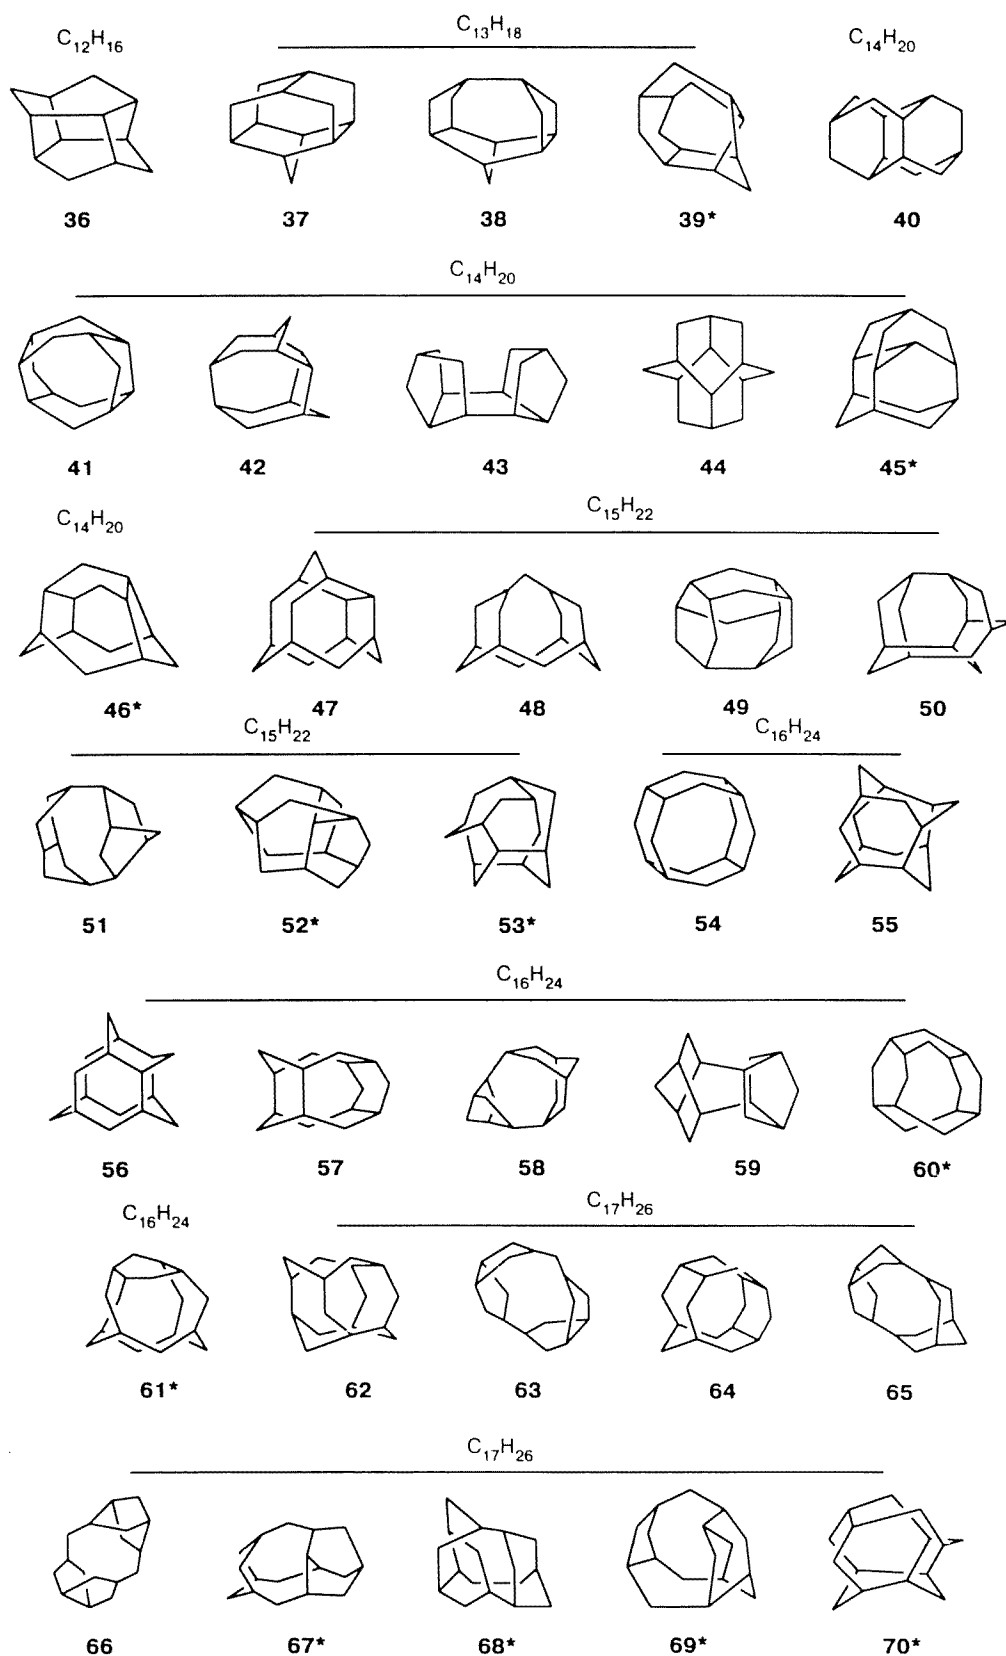 C₁₂H₁₆ C₁₃H₁₈ C₁₄H₂₀
36 37 38 39* 40
C₁₄H₂₀
41 42 43 44 45*
C₁₄H₂₀ C₁₅H₂₂
46* 47 48 49 50
C₁₅H₂₂ C₁₆H₂₄
51 52* 53* 54 55
C₁₆H₂₄
56 57 58 59 60*
C₁₆H₂₄ C₁₇H₂₆
61* 62 63 64 65
C₁₇H₂₆
66 67* 68* 69* 70*